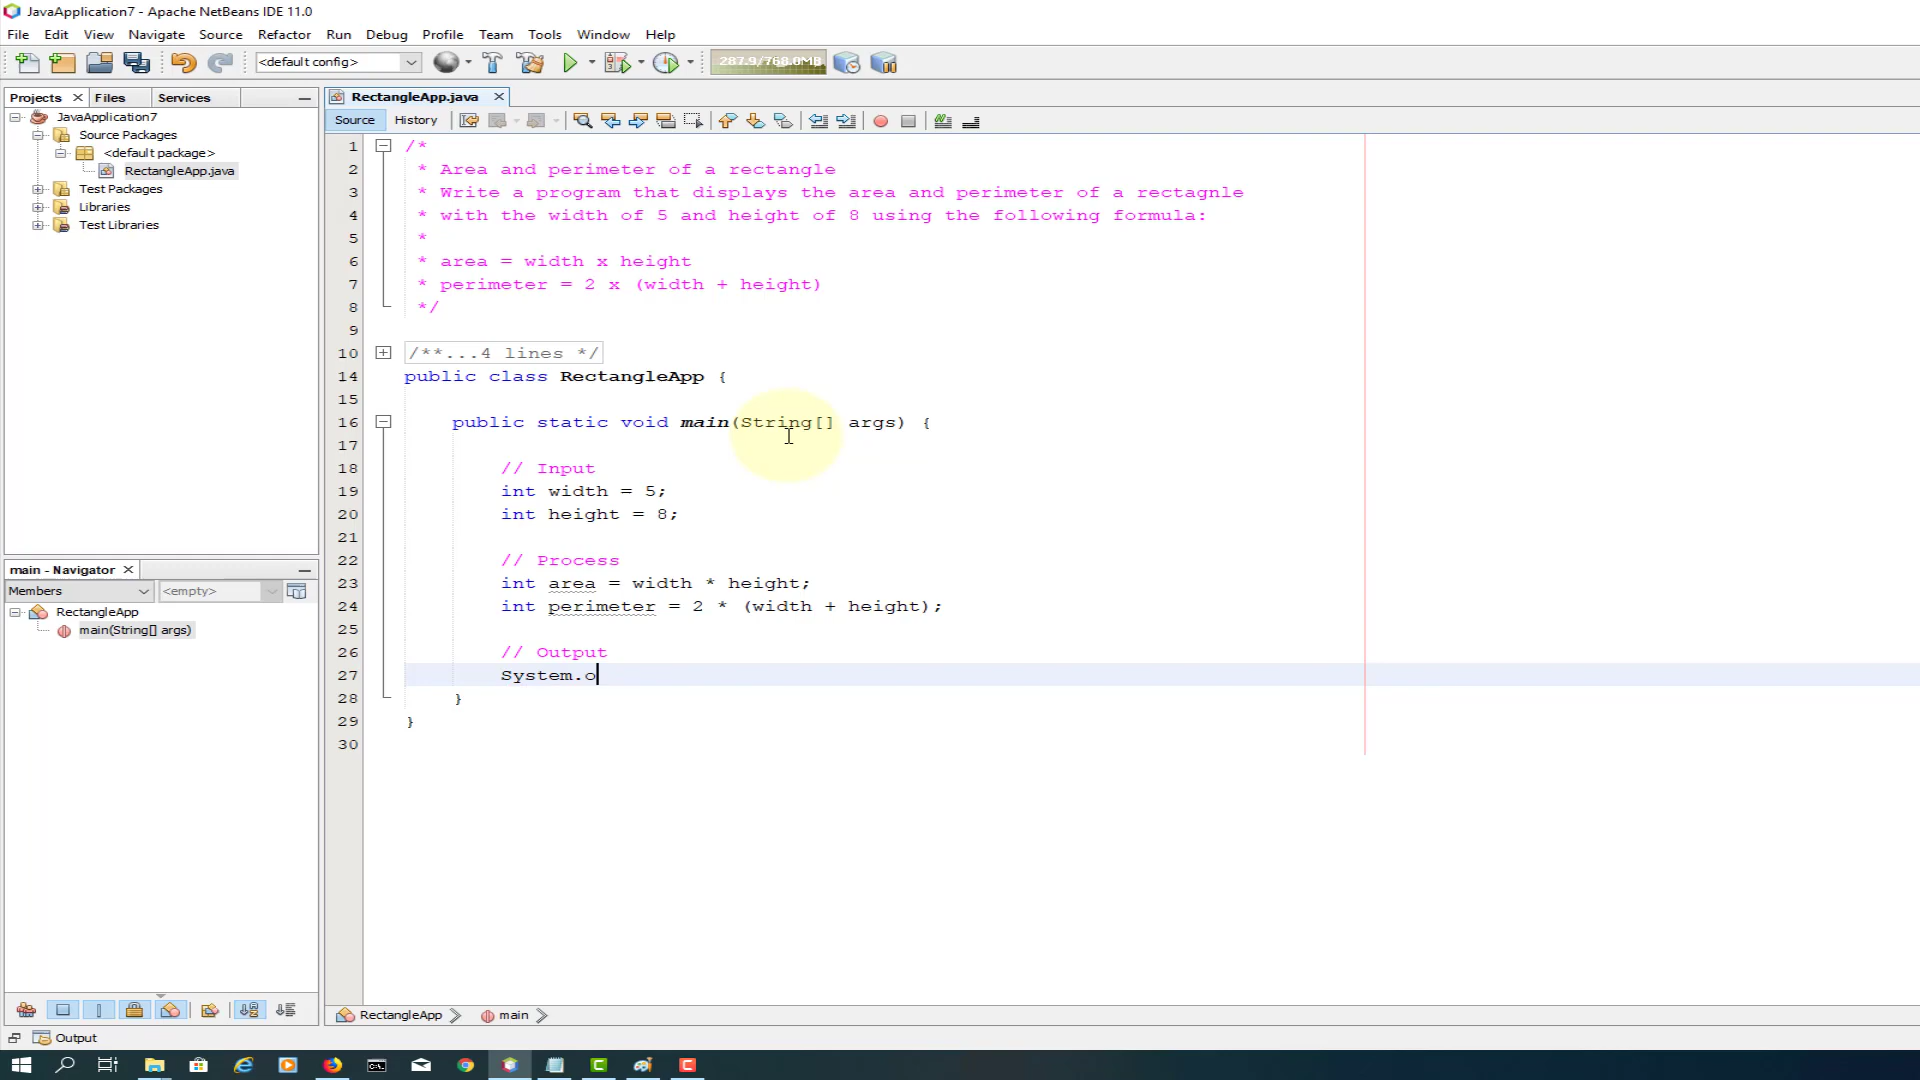 JavaApplication7 - Apache NetBeans IDE 11.0
File Edit View Navigate Source Refactor Run Debug Profile Team Tools Window Help
<default config> 287.9/768.0MB
Projects Files Services
JavaApplication7
Source Packages
<default package>
RectangleApp.java
Test Packages
Libraries
Test Libraries
main - Navigator
Members <empty>
RectangleApp
main(String[] args)
RectangleApp.java
Source History
1 /*
2 * Area and perimeter of a rectangle
3 * Write a program that displays the area and perimeter of a rectagnle
4 * with the width of 5 and height of 8 using the following formula:
5 *
6 * area = width x height
7 * perimeter = 2 x (width + height)
8 */
9
10 /**...4 lines */
14 public class RectangleApp {
15
16 public static void main(String[] args) {
17
18 // Input
19 int width = 5;
20 int height = 8;
21
22 // Process
23 int area = width * height;
24 int perimeter = 2 * (width + height);
25
26 // Output
27 System.o
28 }
29 }
30
RectangleApp main
Output